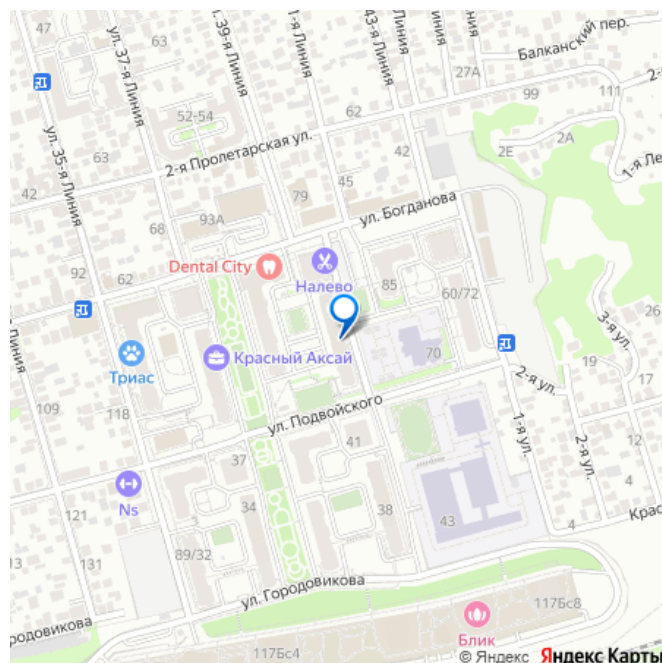 47
ул. 37-я Линия
63
ул. 39-я Линия
1-я Линия
43-я Линия
Балканский пер.
27А
99
111
2-я
52-54
62
ул. 35-я Линия
63
2-я Пролетарская ул.
42
2Е
2А
1-я Ле
42
45
79
93А
68
ул. Богданова
92
62
Dental City
Налево
85
60/72
26
3-я ул.
Линия
Триас
Красный Аксай
70
19
17
109
118
2-я ул.
ул. Подвойского
41
1-я ул.
2-я ул.
12
37
Ns
121
34
38
43
4
4
Крас
13
131
89/32
ул. Городовикова
ородовикова
117Бс8
Блик
117Бс4
© Яндекс Яндекс Карты